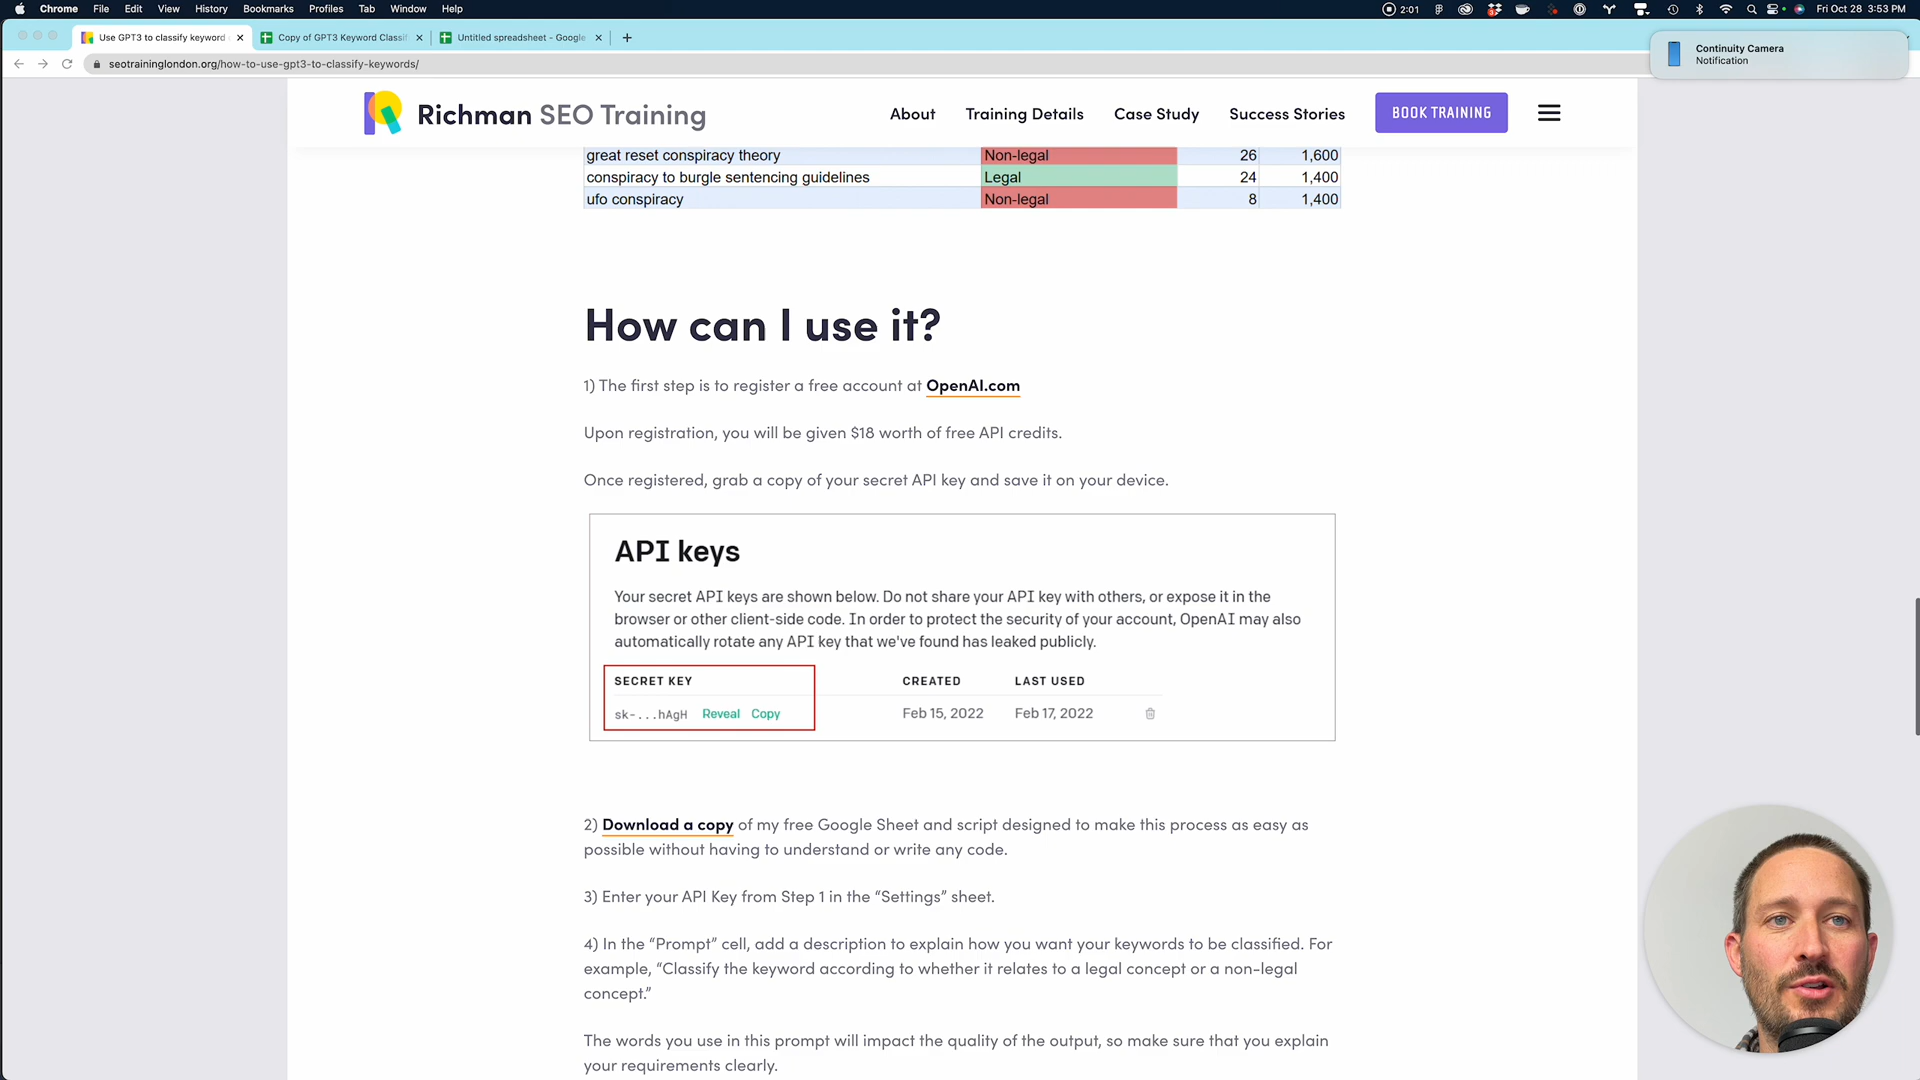 Chrome File Edit View History Bookmarks Profiles Tab Window Help 2:01 Fri Oct 28 3:53 PM
Use GPT3 to classify keyword Copy of GPT3 Keyword Classif Untitled spreadsheet - Google
seotraininglondon.org/how-to-use-gpt3-to-classify-keywords/
Continuity Camera
Notification
Richman SEO Training About Training Details Case Study Success Stories BOOK TRAINING
great reset conspiracy theory Non-legal 26 1,600
conspiracy to burgle sentencing guidelines Legal 24 1,400
ufo conspiracy Non-legal 8 1,400
How can I use it?
1) The first step is to register a free account at OpenAI.com
Upon registration, you will be given $18 worth of free API credits.
Once registered, grab a copy of your secret API key and save it on your device.
API keys
Your secret API keys are shown below. Do not share your API key with others, or expose it in the
browser or other client-side code. In order to protect the security of your account, OpenAI may also
automatically rotate any API key that we've found has leaked publicly.
SECRET KEY CREATED LAST USED
sk-...hAgH Reveal Copy Feb 15, 2022 Feb 17, 2022
2) Download a copy of my free Google Sheet and script designed to make this process as easy as
possible without having to understand or write any code.
3) Enter your API Key from Step 1 in the “Settings” sheet.
4) In the “Prompt” cell, add a description to explain how you want your keywords to be classified. For
example, “Classify the keyword according to whether it relates to a legal concept or a non-legal
concept.”
The words you use in this prompt will impact the quality of the output, so make sure that you explain
your requirements clearly.